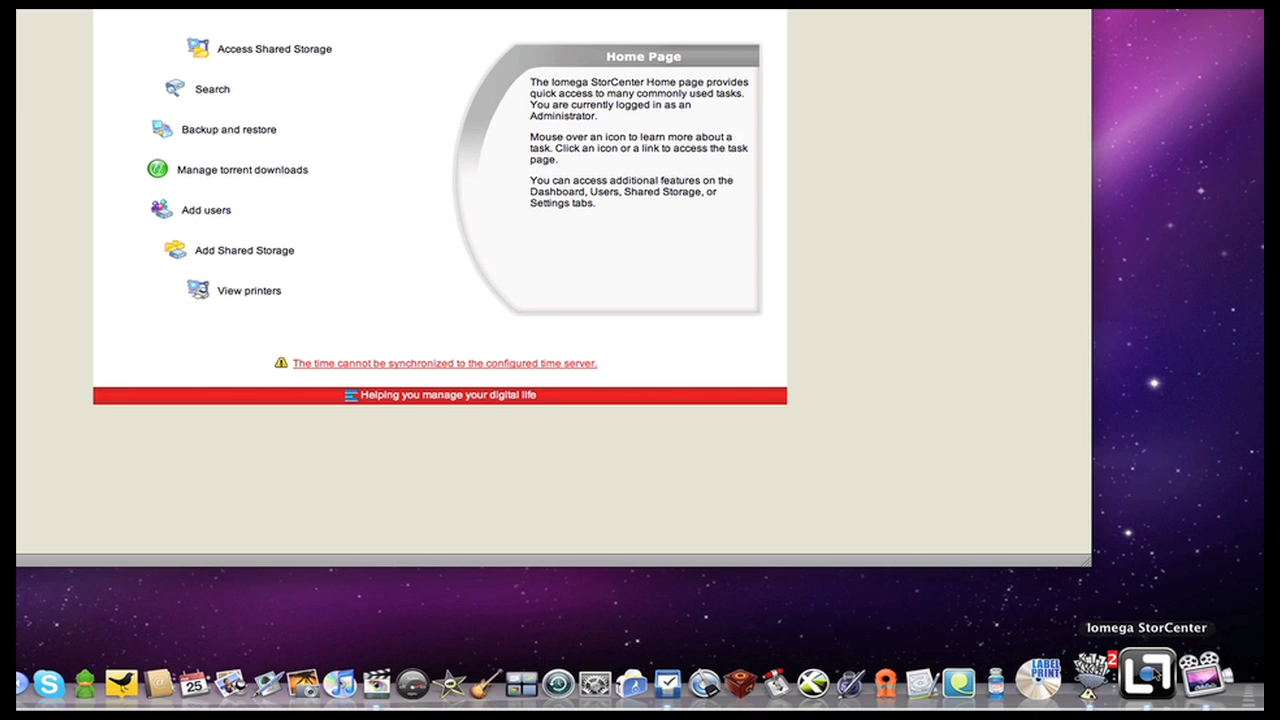 Access Shared Storage
Search
Backup and restore
Manage torrent downloads
Add users
Add Shared Storage
View printers
Home Page
The Iomega StorCenter Home page provides
quick access to many commonly used tasks.
You are currently logged in as an
Administrator.
Mouse over an icon to learn more about a
task. Click an icon or a link to access the task
page.
You can access additional features on the
Dashboard, Users, Shared Storage, or
Settings tabs.
The time cannot be synchronized to the configured time server.
Helping you manage your digital life
Iomega StorCenter
25
LABEL
PRINT
2